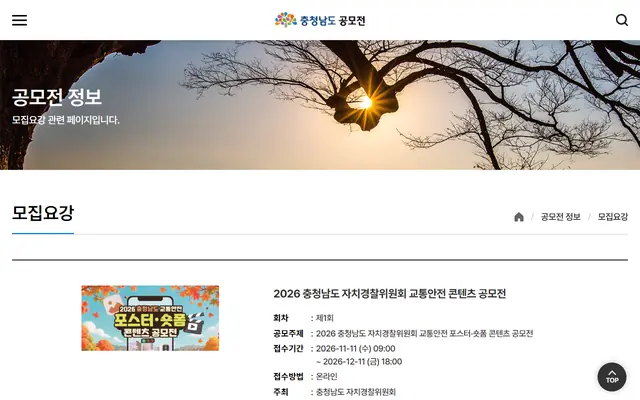 충청남도 공모전
공모전 정보
모집요강 관련 페이지입니다.
모집요강
/ 공모전 정보 / 모집요강
2026 충청남도 교통안전
포스터·숏폼
콘텐츠 공모전
2026 충청남도 자치경찰위원회 교통안전 콘텐츠 공모전
회차 : 제1회
공모주제 : 2026 충청남도 자치경찰위원회 교통안전 포스터·숏폼 콘텐츠 공모전
접수기간 : 2026-11-11 (수) 09:00
~ 2026-12-11 (금) 18:00
접수방법 : 온라인
주최 : 충청남도 자치경찰위원회
TOP